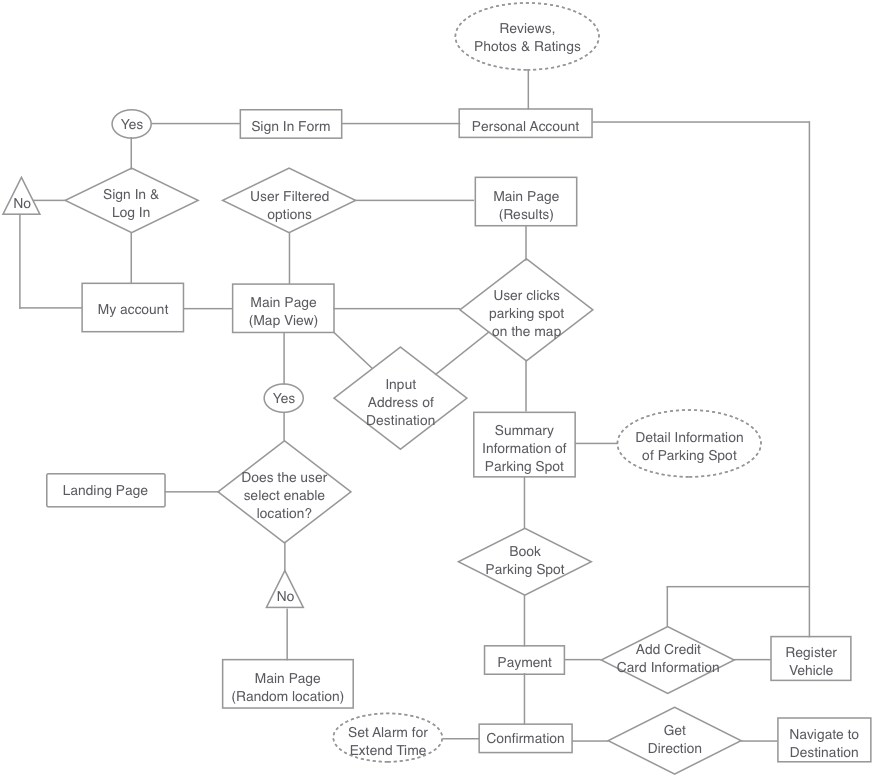 Reviews,
Photos & Ratings
Yes
Sign In Form
Personal Account
No
Sign In &
Log In
User Filtered
options
Main Page
(Results)
My account
Main Page
(Map View)
User clicks
parking spot
on the map
Yes
Input
Address of
Destination
Summary
Information of
Parking Spot
Detail Information
of Parking Spot
Landing Page
Does the user
select enable
location?
Book
Parking Spot
No
Main Page
(Random location)
Payment
Add Credit
Card Information
Register
Vehicle
Set Alarm for
Extend Time
Confirmation
Get
Direction
Navigate to
Destination